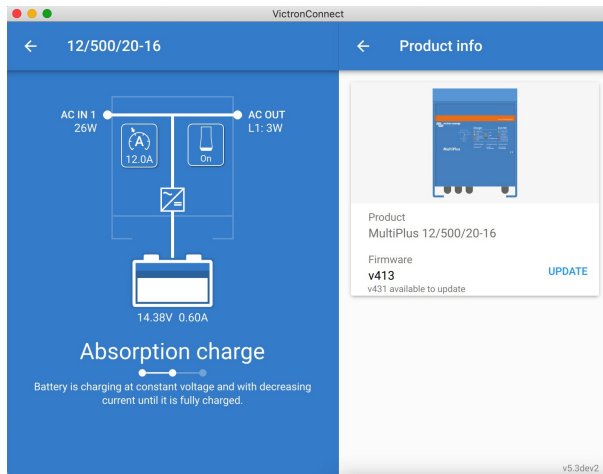 VictronConnect
12/500/20-16
AC IN 1
26W
(A)
12.0A
On
AC OUT
L1: 3W
14.38V 0.60A
Absorption charge
Battery is charging at constant voltage and with decreasing
current until it is fully charged.
Product info
MultiPlus
Product
MultiPlus 12/500/20-16
Firmware
v413
v431 available to update
UPDATE
v5.3dev2